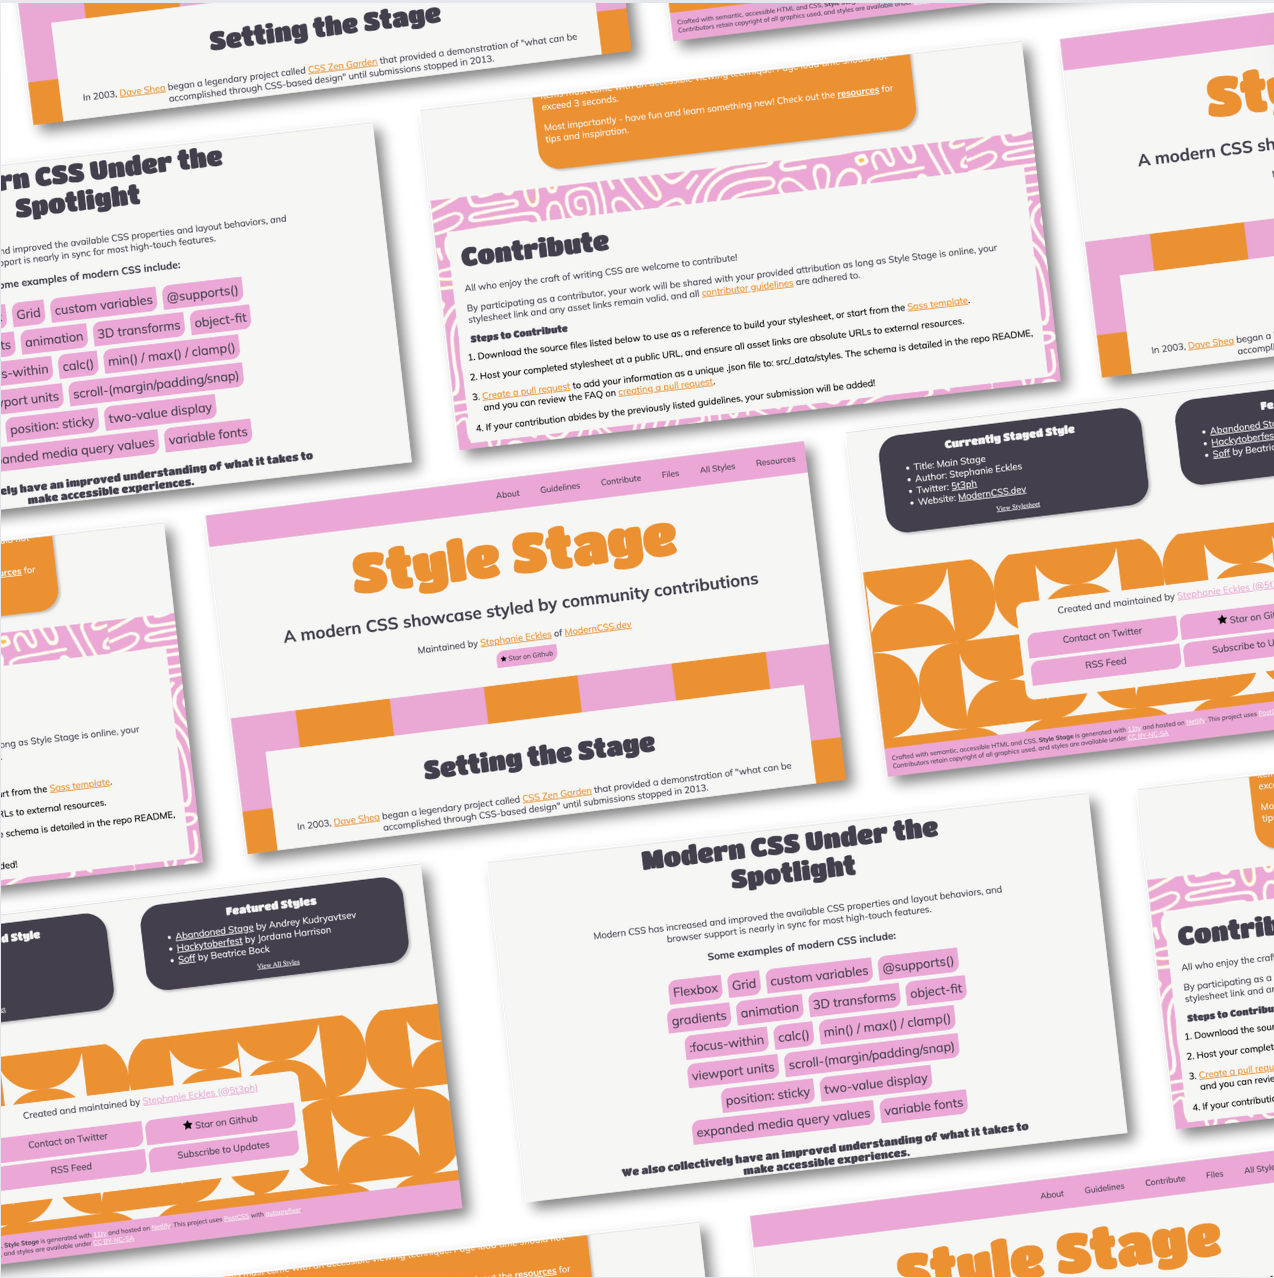 Setting the Stage
In 2003, Dave Shea began a legendary project called CSS Zen Garden that provided a demonstration of "what can be
accomplished through CSS-based design" until submissions stopped in 2013.
Crafted with semantic, accessible HTML and CSS,
Contributors retain copyright of all graphics used, and styles are available under
exceed 3 seconds.
Most importantly - have fun and learn something new! Check out the resources for
tips and inspiration.
Contribute
All who enjoy the craft of writing CSS are welcome to contribute!
By participating as a contributor, your work will be shared with your provided attribution as long as Style Stage is online, your
stylesheet link and any asset links remain valid, and all contributor guidelines are adhered to.
Steps to Contribute
1. Download the source files listed below to use as a reference to build your stylesheet, or start from the Sass template.
2. Host your completed stylesheet at a public URL, and ensure all asset links are absolute URLs to external resources.
3. Create a pull request to add your information as a unique .json file to: src/_data/styles. The schema is detailed in the repo README,
and you can review the FAQ on creating a pull request.
4. If your contribution abides by the previously listed guidelines, your submission will be added!
A modern CSS sh
In 2003, Dave Shea began a
rn CSS Under the
Spotlight
nd improved the available CSS properties and layout behaviors, and
pport is nearly in sync for most high-touch features.
ome examples of modern CSS include:
Grid custom variables @supports()
ts animation 3D transforms object-fit
s-within calc() min() / max() / clamp()
port units scroll-(margin/padding/snap)
position: sticky two-value display
anded media query values variable fonts
ely have an improved understanding of what it takes to
make accessible experiences.
Currently Staged Style
Title: Main Stage
Author: Stephanie Eckles
Twitter: 5t3ph
Website: ModernCSS.dev
View Stylesheet
Abandoned Sta
Hackytoberfest
Soff by Beatric
Created and maintained by Stephanie Eckles (@5t
Contact on Twitter
Star on Git
RSS Feed
Subscribe to U
Crafted with semantic, accessible HTML and CSS, Style Stage is generated with 11ty and hosted on Netlify. This project uses
Contributors retain copyright of all graphics used, and styles are available under CC BY-NC-SA
About Guidelines Contribute Files All Styles Resources
Style Stage
A modern CSS showcase styled by community contributions
Maintained by Stephanie Eckles of ModernCSS.dev
Star on Github
Setting the Stage
In 2003, Dave Shea began a legendary project called CSS Zen Garden that provided a demonstration of "what can be
accomplished through CSS-based design" until submissions stopped in 2013.
urces for
ong as Style Stage is online, your
rt from the Sass template.
RLs to external resources.
e schema is detailed in the repo README,
ded!
d Style
Featured Styles
Abandoned Stage by Andrey Kudryavtsev
Hackytoberfest by Jordana Harrison
Soff by Beatrice Bock
View All Styles
Created and maintained by Stephanie Eckles (@5t3ph)
Contact on Twitter
Star on Github
RSS Feed
Subscribe to Updates
Style Stage is generated with 11ty and hosted on Netlify. This project uses PostCSS with autoprefixer
and styles are available under CC BY-NC-SA
Modern CSS Under the
Spotlight
Modern CSS has increased and improved the available CSS properties and layout behaviors, and
browser support is nearly in sync for most high-touch features.
Some examples of modern CSS include:
Flexbox Grid custom variables @supports()
gradients animation 3D transforms object-fit
:focus-within calc() min() / max() / clamp()
viewport units scroll-(margin/padding/snap)
position: sticky two-value display
expanded media query values variable fonts
We also collectively have an improved understanding of what it takes to
make accessible experiences.
Contrib
All who enjoy the craf
By participating as a
stylesheet link and an
Steps to Contribu
1. Download the sour
2. Host your complet
3. Create a pull requ
and you can revie
4. If your contributio
About Guidelines Contribute Files All Style
Style Stage
out the resources for